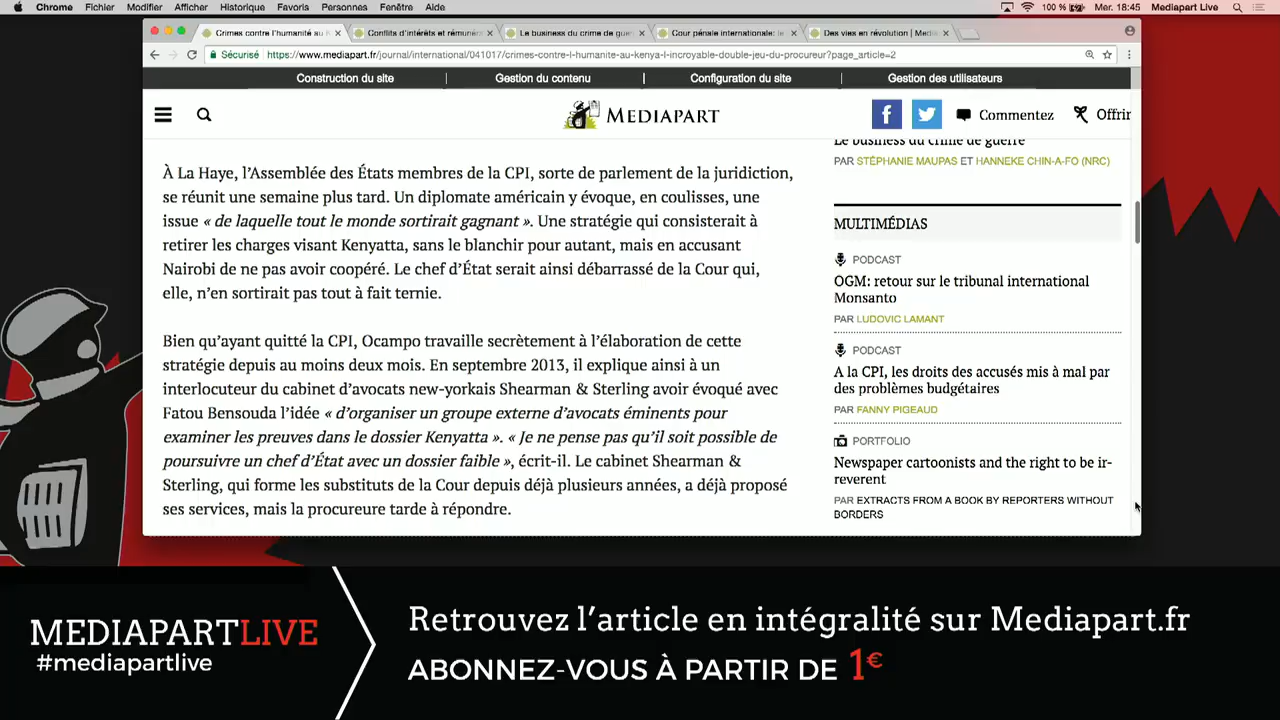 Chrome Fichier Modifier Afficher Historique Favoris Personnes Fenêtre Aide 100 % Mer. 18:45 Mediapart Live
Crimes contre l'humanité au K
Conflits d'intérêts et rémunéra
Le business du crime de guer
Cour pénale internationale: le
Des vies en révolution | Media
Sécurisé https://www.mediapart.fr/journal/international/041017/crimes-contre-l-humanite-au-kenya-l-incroyable-double-jeu-du-procureur?page_article=2
Construction du site | Gestion du contenu | Configuration du site | Gestion des utilisateurs
MEDIAPART
Commentez
Offrir
À La Haye, l'Assemblée des États membres de la CPI, sorte de parlement de la juridiction,
se réunit une semaine plus tard. Un diplomate américain y évoque, en coulisses, une
issue « de laquelle tout le monde sortirait gagnant ». Une stratégie qui consisterait à
retirer les charges visant Kenyatta, sans le blanchir pour autant, mais en accusant
Nairobi de ne pas avoir coopéré. Le chef d'État serait ainsi débarrassé de la Cour qui,
elle, n'en sortirait pas tout à fait ternie.
Bien qu'ayant quitté la CPI, Ocampo travaille secrètement à l'élaboration de cette
stratégie depuis au moins deux mois. En septembre 2013, il explique ainsi à un
interlocuteur du cabinet d'avocats new-yorkais Shearman & Sterling avoir évoqué avec
Fatou Bensouda l'idée « d'organiser un groupe externe d'avocats éminents pour
examiner les preuves dans le dossier Kenyatta ». « Je ne pense pas qu'il soit possible de
poursuivre un chef d'État avec un dossier faible », écrit-il. Le cabinet Shearman &
Sterling, qui forme les substituts de la Cour depuis déjà plusieurs années, a déjà proposé
ses services, mais la procureure tarde à répondre.
Le business du crime de guerre
PAR STÉPHANIE MAUPAS ET HANNEKE CHIN-A-FO (NRC)
MULTIMÉDIAS
PODCAST
OGM: retour sur le tribunal international
Monsanto
PAR LUDOVIC LAMANT
PODCAST
A la CPI, les droits des accusés mis à mal par
des problèmes budgétaires
PAR FANNY PIGEAUD
PORTFOLIO
Newspaper cartoonists and the right to be ir-
reverent
PAR EXTRACTS FROM A BOOK BY REPORTERS WITHOUT
BORDERS
MEDIAPARTLIVE
#mediapartlive
Retrouvez l'article en intégralité sur Mediapart.fr
ABONNEZ-VOUS À PARTIR DE 1€